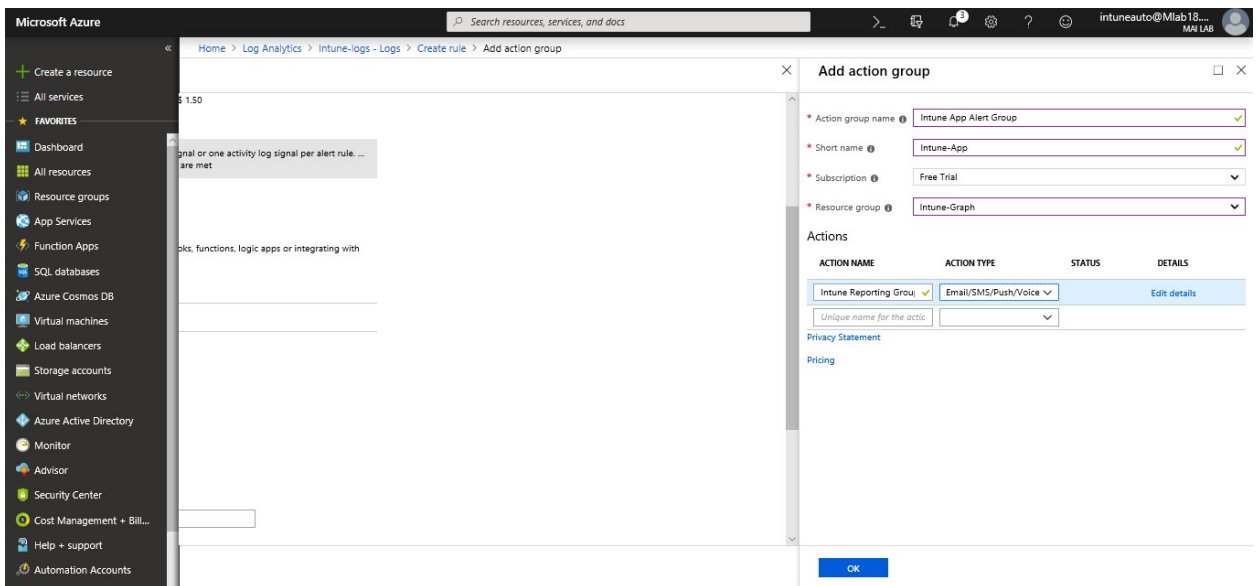 Microsoft Azure
Search resources, services, and docs
3
intuneauto@Mlab18....
MAI LAB
Home > Log Analytics > Intune-logs - Logs > Create rule > Add action group
Create a resource
All services
FAVORITES
Dashboard
All resources
Resource groups
App Services
Function Apps
SQL databases
Azure Cosmos DB
Virtual machines
Load balancers
Storage accounts
Virtual networks
Azure Active Directory
Monitor
Advisor
Security Center
Cost Management + Bill...
Help + support
Automation Accounts
$ 1.50
gnal or one activity log signal per alert rule. ...
are met
oks, functions, logic apps or integrating with
Add action group
* Action group name Intune App Alert Group
* Short name Intune-App
* Subscription Free Trial
* Resource group Intune-Graph
Actions
ACTION NAME ACTION TYPE STATUS DETAILS
Intune Reporting Grou Email/SMS/Push/Voice Edit details
Unique name for the actic
Privacy Statement
Pricing
OK